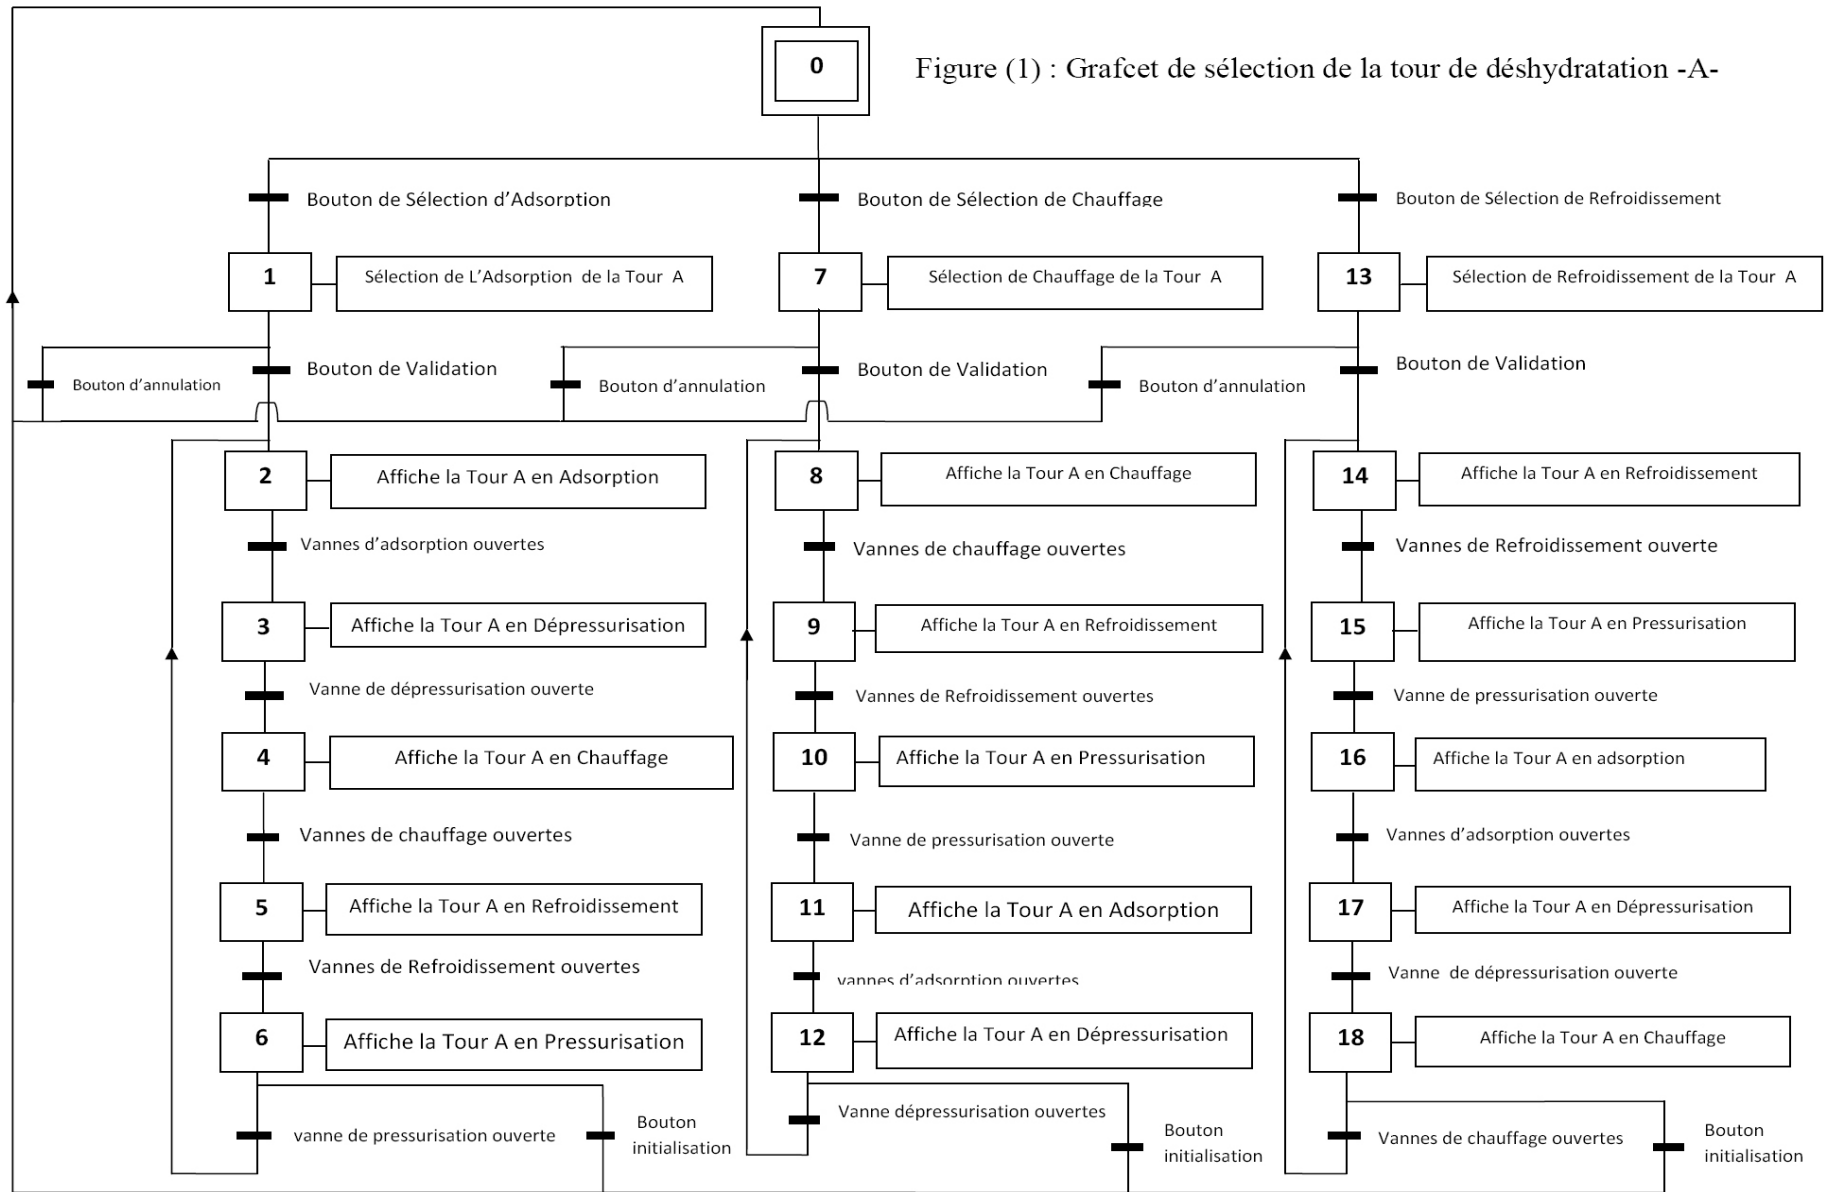 0
Figure (1) : Grafcet de sélection de la tour de déshydratation -A-
Bouton de Sélection d’Adsorption
Bouton de Sélection de Chauffage
Bouton de Sélection de Refroidissement
1
Sélection de L’Adsorption de la Tour A
7
Sélection de Chauffage de la Tour A
13
Sélection de Refroidissement de la Tour A
Bouton d’annulation
Bouton de Validation
Bouton d’annulation
Bouton de Validation
Bouton d’annulation
Bouton de Validation
2
Affiche la Tour A en Adsorption
8
Affiche la Tour A en Chauffage
14
Affiche la Tour A en Refroidissement
Vannes d’adsorption ouvertes
Vannes de chauffage ouvertes
Vannes de Refroidissement ouverte
3
Affiche la Tour A en Dépressurisation
9
Affiche la Tour A en Refroidissement
15
Affiche la Tour A en Pressurisation
Vanne de dépressurisation ouverte
Vannes de Refroidissement ouvertes
Vanne de pressurisation ouverte
4
Affiche la Tour A en Chauffage
10
Affiche la Tour A en Pressurisation
16
Affiche la Tour A en adsorption
Vannes de chauffage ouvertes
Vanne de pressurisation ouverte
Vannes d’adsorption ouvertes
5
Affiche la Tour A en Refroidissement
11
Affiche la Tour A en Adsorption
17
Affiche la Tour A en Dépressurisation
Vannes de Refroidissement ouvertes
vannes d’adsorption ouvertes
Vanne de dépressurisation ouverte
6
Affiche la Tour A en Pressurisation
12
Affiche la Tour A en Dépressurisation
18
Affiche la Tour A en Chauffage
vanne de pressurisation ouverte
Bouton
initialisation
Vanne dépressurisation ouvertes
Bouton
initialisation
Vannes de chauffage ouvertes
Bouton
initialisation